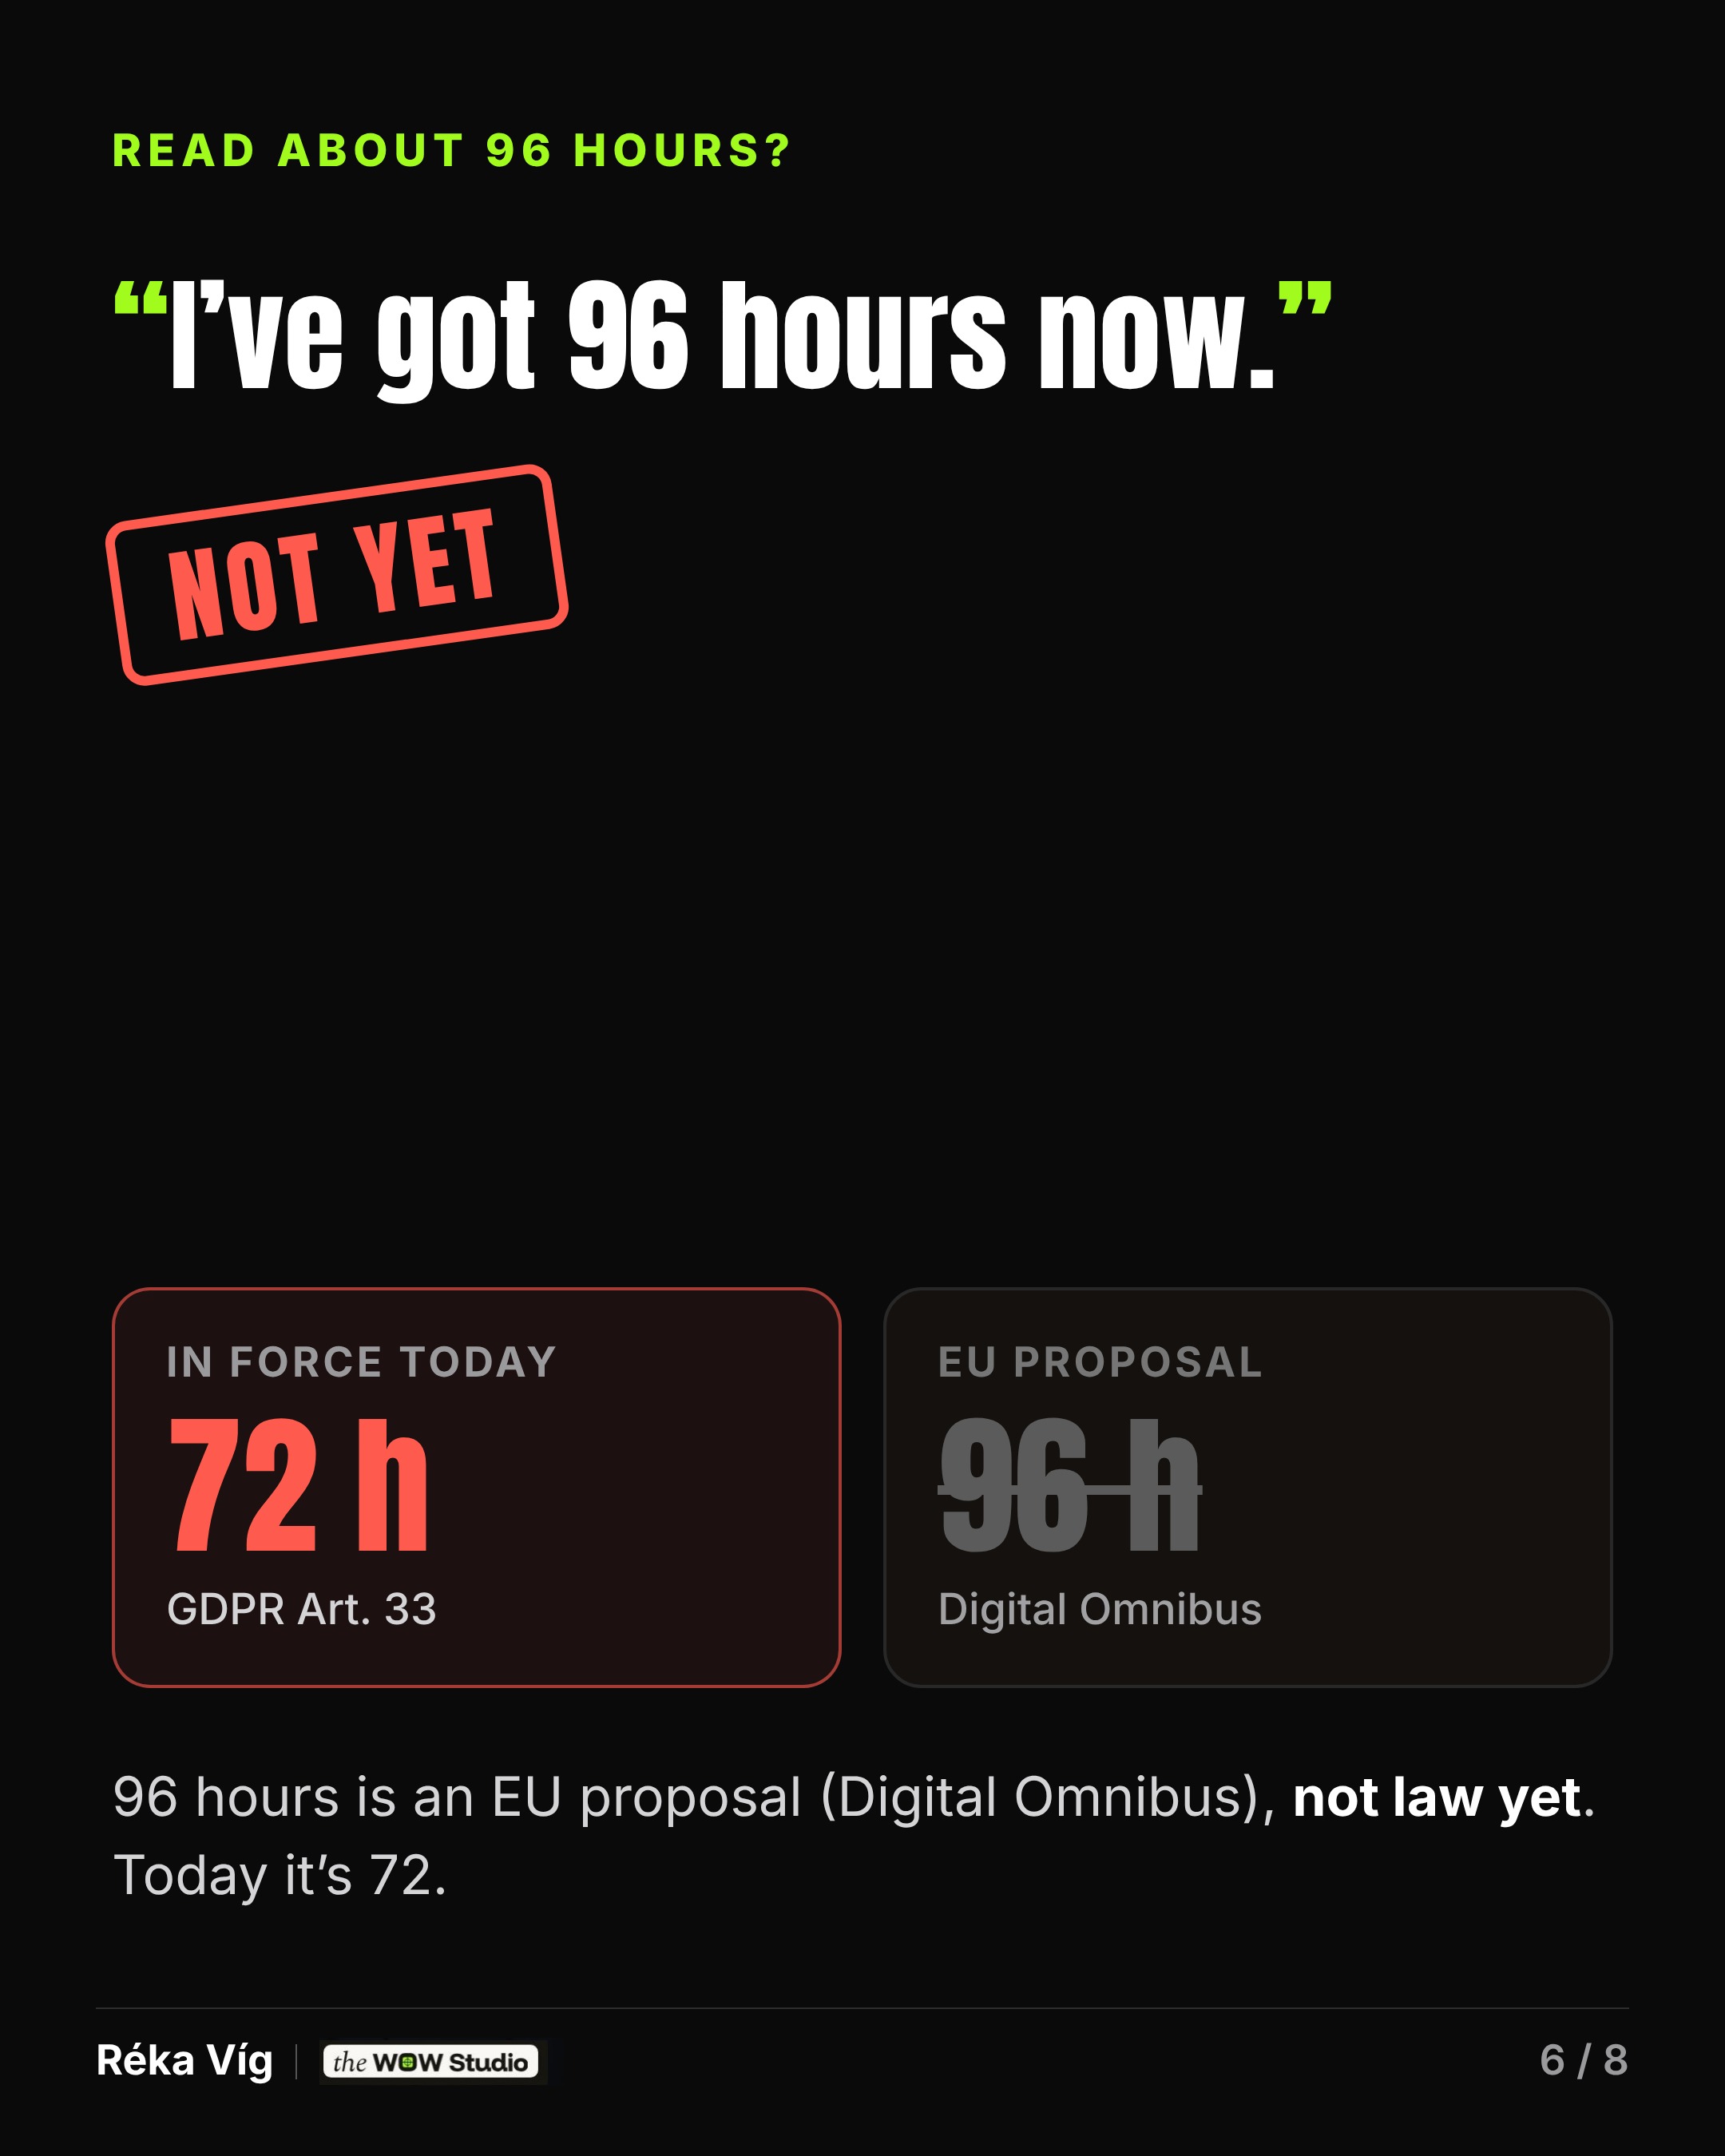 READ ABOUT 96 HOURS?
“I’ve got 96 hours now.”
NOT YET
IN FORCE TODAY
72 h
GDPR Art. 33
EU PROPOSAL
96 h
Digital Omnibus
96 hours is an EU proposal (Digital Omnibus), not law yet.
Today it’s 72.
Réka Víg
the WOW Studio
6 / 8